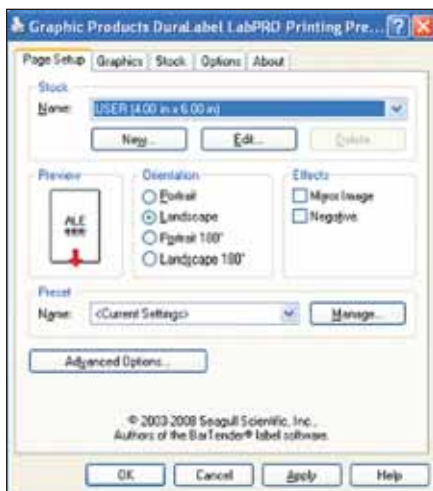 Graphic Products DuraLabel LabPRO Printing Pre...
Page Setup Graphics Stock Options About
Stock
Name: USER (4.00 in x 6.00 in)
New... Edit... Delete
Preview Orientation Effects
Portrait Mirror Image
Landscape Negative
Portrait 180°
Landscape 180°
Preset
Name: <Current Settings> Manage...
Advanced Options...
© 2003-2008 Seagull Scientific, Inc.,
Authors of the BarTender® label software.
OK Cancel Apply Help